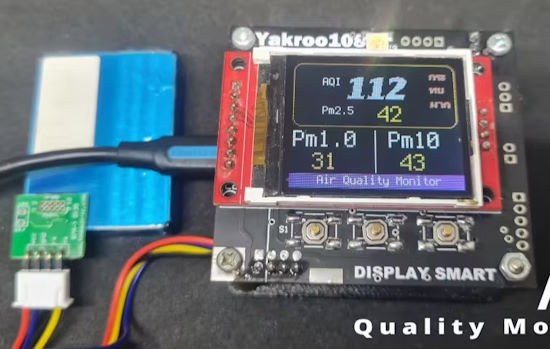 Yakroo108
AQI 112
Pm2.5 42
Pm1.0 Pm10
31 43
Air Quality Monitor
S1
DISPLAY SMART
Quality Mo